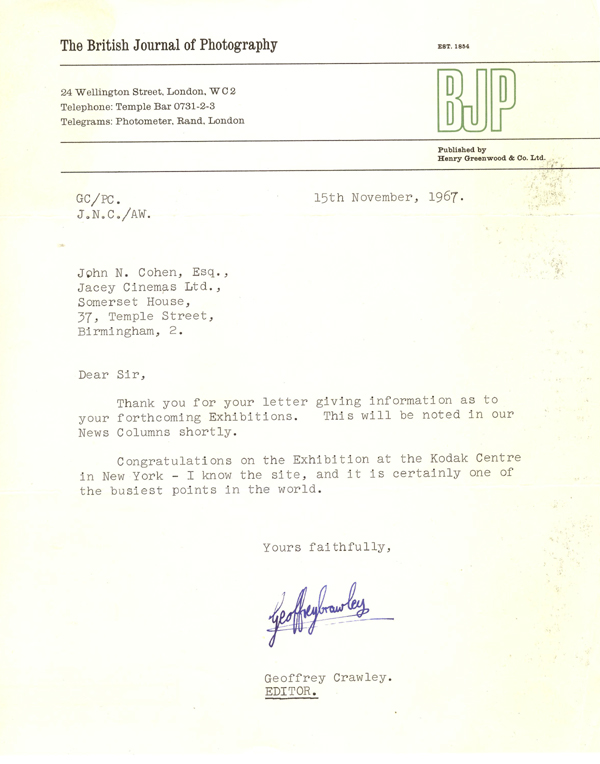 The British Journal of Photography
EST. 1854
24 Wellington Street, London, WC2
Telephone: Temple Bar 0731-2-3
Telegrams: Photometer, Rand, London
BJP
Published by
Henry Greenwood & Co. Ltd.
GC/PC.
15th November, 1967.
J.N.C./AW.
John N. Cohen, Esq.,
Jacey Cinemas Ltd.,
Somerset House,
37, Temple Street,
Birmingham, 2.
Dear Sir,
Thank you for your letter giving information as to
your forthcoming Exhibitions. This will be noted in our
News Columns shortly.
Congratulations on the Exhibition at the Kodak Centre
in New York - I know the site, and it is certainly one of
the busiest points in the world.
Yours faithfully,
Geoffrey Crawley
Geoffrey Crawley.
EDITOR.